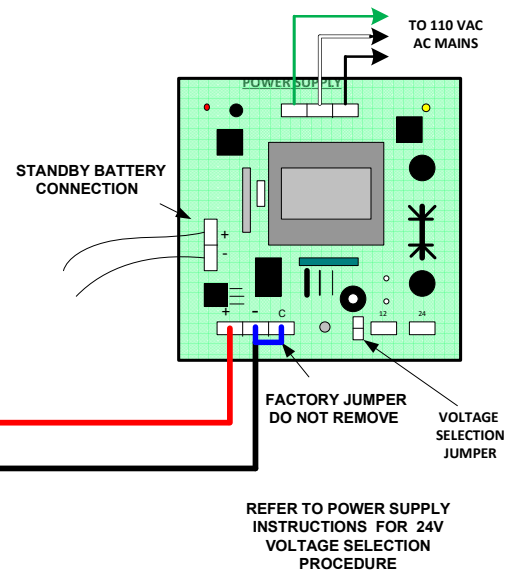 TO 110 VAC
AC MAINS
POWER SUPPLY
STANDBY BATTERY
CONNECTION
+
-
+ - C
12 24
FACTORY JUMPER
DO NOT REMOVE
VOLTAGE
SELECTION
JUMPER
REFER TO POWER SUPPLY
INSTRUCTIONS FOR 24V
VOLTAGE SELECTION
PROCEDURE